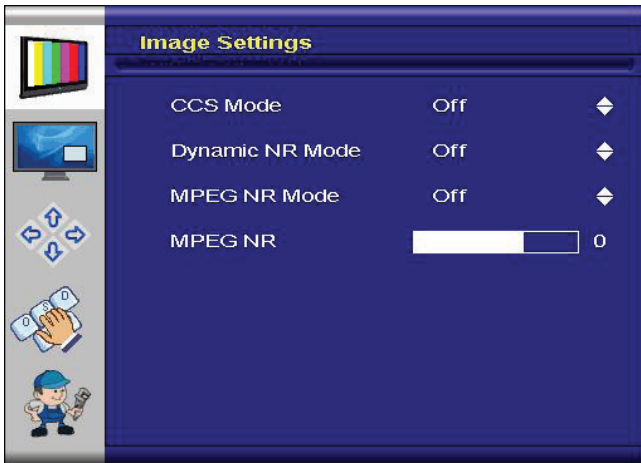 Image Settings
CCS Mode Off
Dynamic NR Mode Off
MPEG NR Mode Off
MPEG NR 0
O S D